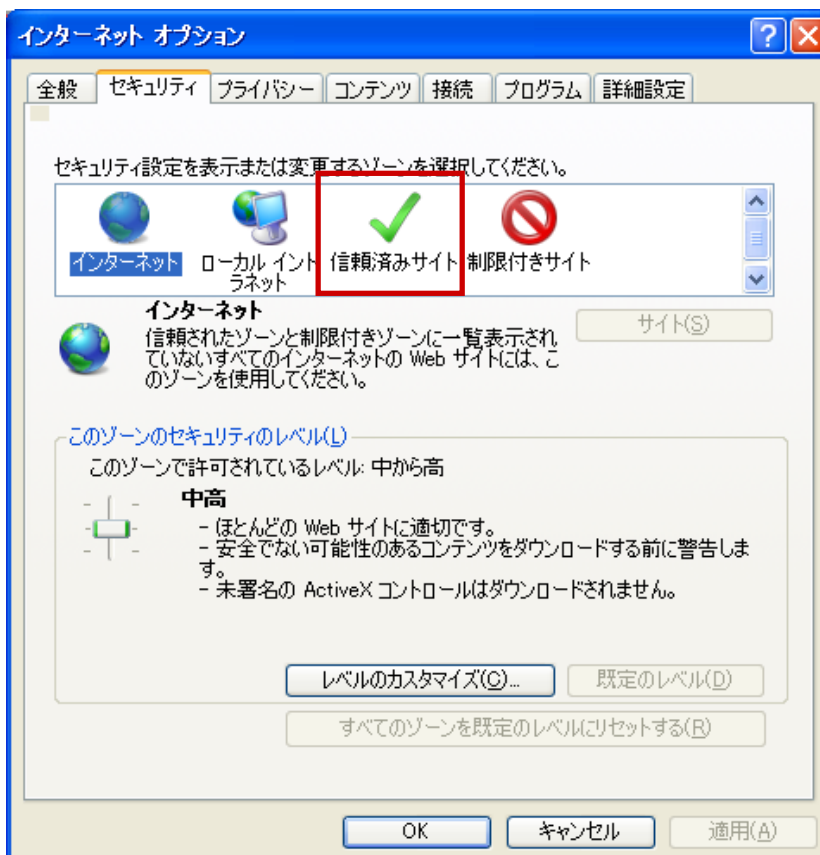 インターネット オプション
全般 セキュリティ プライバシー コンテンツ 接続 プログラム 詳細設定
セキュリティ設定を表示または変更するゾーンを選択してください。
インターネット
ローカル イント
ラネット
信頼済みサイト
制限付きサイト
インターネット
信頼されたゾーンと制限付きゾーンに一覧表示され
ていないすべてのインターネットの Web サイトには、こ
のゾーンを使用してください。
サイト(S)
このゾーンのセキュリティのレベル(L)
このゾーンで許可されているレベル: 中から高
中高
- ほとんどの Web サイトに適切です。
- 安全でない可能性のあるコンテンツをダウンロードする前に警告しま
す。
- 未署名の ActiveX コントロールはダウンロードされません。
レベルのカスタマイズ(C)... 既定のレベル(D)
すべてのゾーンを既定のレベルにリセットする(R)
OK キャンセル 適用(A)